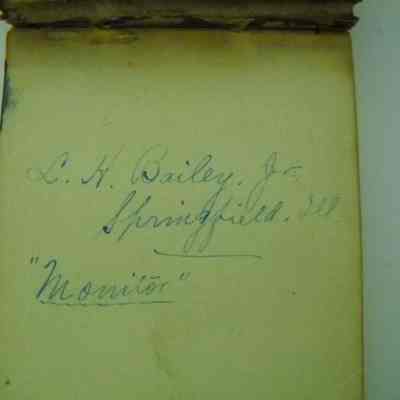 L. H. Bailey, Jr.
Springfield, Ill
"Monitor"